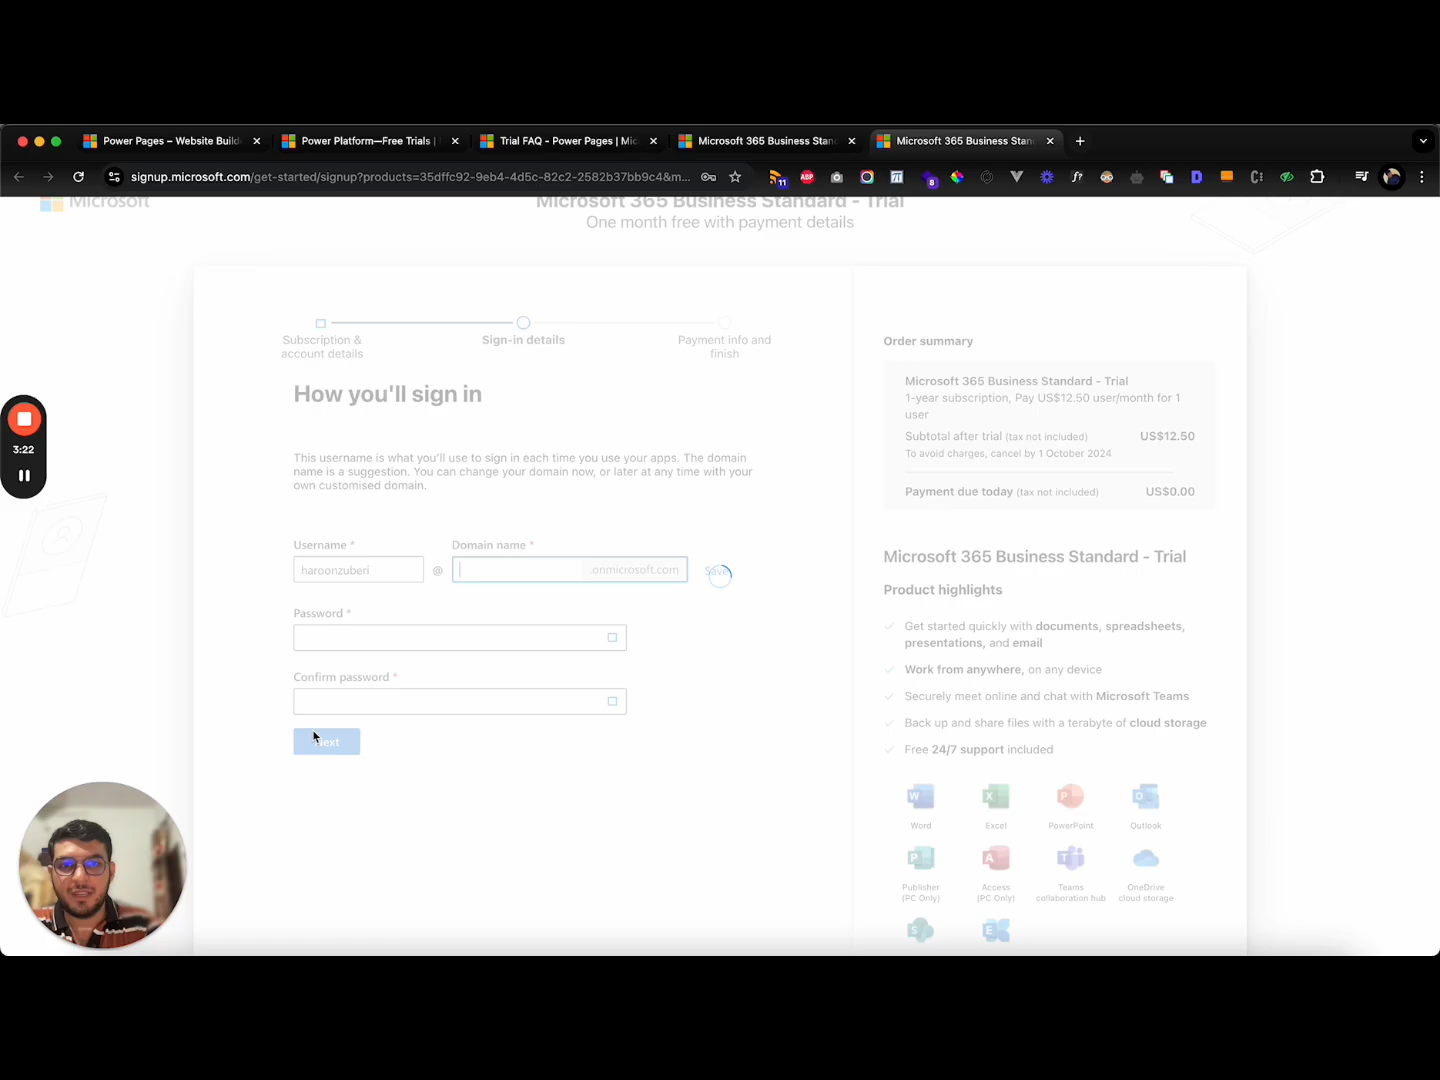 Power Pages – Website Build
Power Platform—Free Trials |
Trial FAQ - Power Pages | Mic
Microsoft 365 Business Stan
Microsoft 365 Business Stan
signup.microsoft.com/get-started/signup?products=35dffc92-9eb4-4d5c-82c2-2582b37bb9c4&m...
11
ABP
8
f?
Microsoft
Microsoft 365 Business Standard - Trial
One month free with payment details
Subscription &
account details
Sign-in details
Payment info and
finish
How you'll sign in
This username is what you'll use to sign in each time you use your apps. The domain
name is a suggestion. You can change your domain now, or later at any time with your
own customised domain.
Username *
Domain name *
haroonzuberi
@
.onmicrosoft.com
Save
Password *
Confirm password *
Next
3:22
Order summary
Microsoft 365 Business Standard - Trial
1-year subscription, Pay US$12.50 user/month for 1
user
Subtotal after trial (tax not included) US$12.50
To avoid charges, cancel by 1 October 2024
Payment due today (tax not included) US$0.00
Microsoft 365 Business Standard - Trial
Product highlights
Get started quickly with documents, spreadsheets,
presentations, and email
Work from anywhere, on any device
Securely meet online and chat with Microsoft Teams
Back up and share files with a terabyte of cloud storage
Free 24/7 support included
Word
Excel
PowerPoint
Outlook
Publisher
(PC Only)
Access
(PC Only)
Teams
collaboration hub
OneDrive
cloud storage